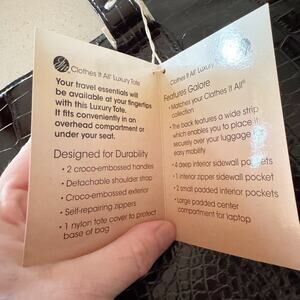 Clothes It All® Luxury Tote
Your travel essentials will
be available at your fingertips
with this Luxury Tote.
It fits conveniently in an
overhead compartment or
under your seat.
Designed for Durability
• 2 croco-embossed handles
• Detachable shoulder strap
• Croco-embossed exterior
• Self-repairing zippers
• 1 nylon tote cover to protect
base of bag
Clothes It All® Luxury
Features Galore
• Matches your Clothes It All®
collection
• The back features a wide strip
which enables you to place it
securely over your luggage
easy mobility
• 4 deep interior sidewall pockets
• 1 interior zipper sidewall pocket
• 2 small padded interior pockets
• Large padded center
compartment for laptop